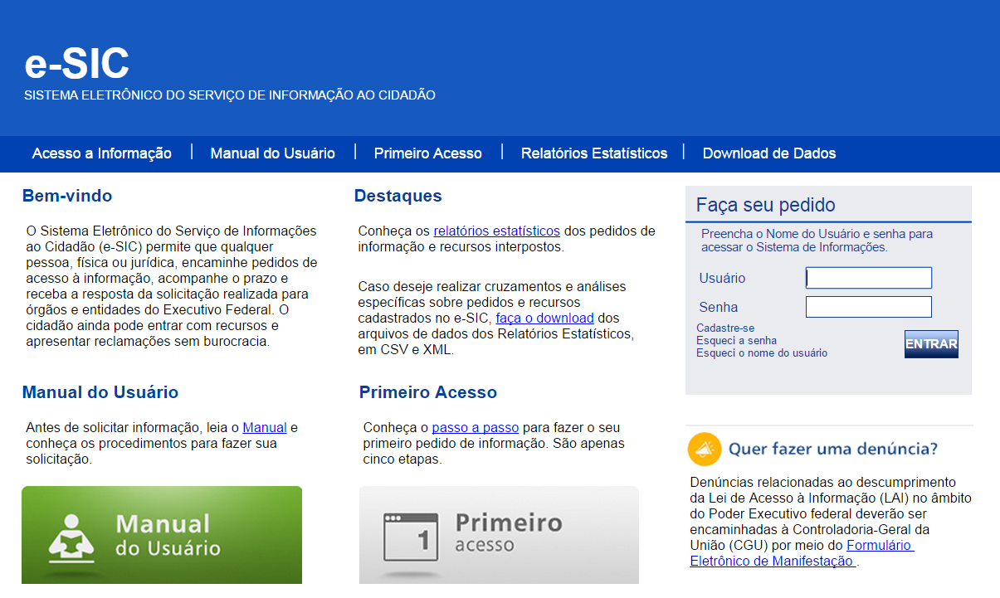 e-SIC
SISTEMA ELETRÔNICO DO SERVIÇO DE INFORMAÇÃO AO CIDADÃO
Acesso a Informação | Manual do Usuário | Primeiro Acesso | Relatórios Estatísticos | Download de Dados
Bem-vindo
O Sistema Eletrônico do Serviço de Informações
ao Cidadão (e-SIC) permite que qualquer
pessoa, física ou jurídica, encaminhe pedidos de
acesso à informação, acompanhe o prazo e
receba a resposta da solicitação realizada para
órgãos e entidades do Executivo Federal. O
cidadão ainda pode entrar com recursos e
apresentar reclamações sem burocracia.
Destaques
Conheça os relatórios estatísticos dos pedidos de
informação e recursos interpostos.
Caso deseje realizar cruzamentos e análises
específicas sobre pedidos e recursos
cadastrados no e-SIC, faça o download dos
arquivos de dados dos Relatórios Estatísticos,
em CSV e XML.
Faça seu pedido
Preencha o Nome do Usuário e senha para
acessar o Sistema de Informações.
Usuário
Senha
Cadastre-se
Esqueci a senha
Esqueci o nome do usuário
ENTRAR
Manual do Usuário
Antes de solicitar informação, leia o Manual e
conheça os procedimentos para fazer sua
solicitação.
Manual
do Usuário
Primeiro Acesso
Conheça o passo a passo para fazer o seu
primeiro pedido de informação. São apenas
cinco etapas.
1
Primeiro
acesso
Quer fazer uma denúncia?
Denúncias relacionadas ao descumprimento
da Lei de Acesso à Informação (LAI) no âmbito
do Poder Executivo federal deverão ser
encaminhadas à Controladoria-Geral da
União (CGU) por meio do Formulário
Eletrônico de Manifestação .